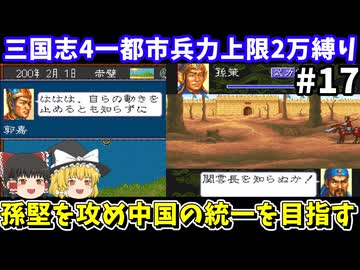 三国志4一都市兵力上限2万縛り
#17
200年 2月 1日 赤壁
ははは、自らの動きを
止めるとも知らずに
郭嘉
孫策
武力
関雲長を知らぬか!
孫堅を攻め中国の統一を目指す